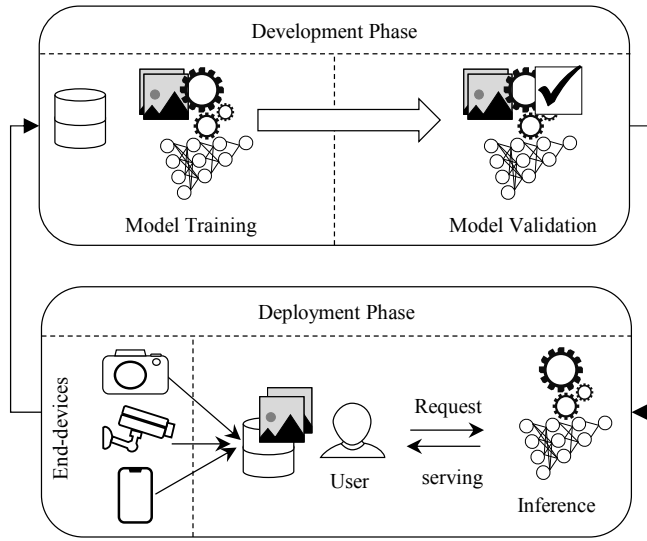 Development Phase
Model Training
Model Validation
Deployment Phase
End-devices
User
Request
serving
Inference